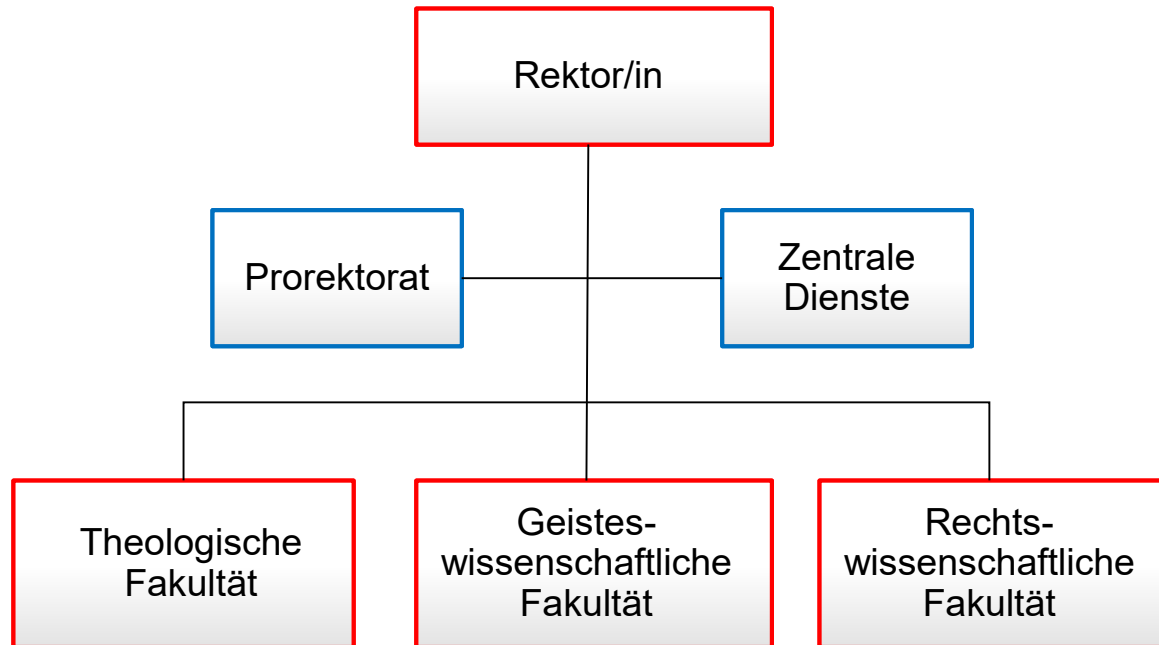 Rektor/in
Prorektorat
Zentrale
Dienste
Theologische
Fakultät
Geistes-
wissenschaftliche
Fakultät
Rechts-
wissenschaftliche
Fakultät